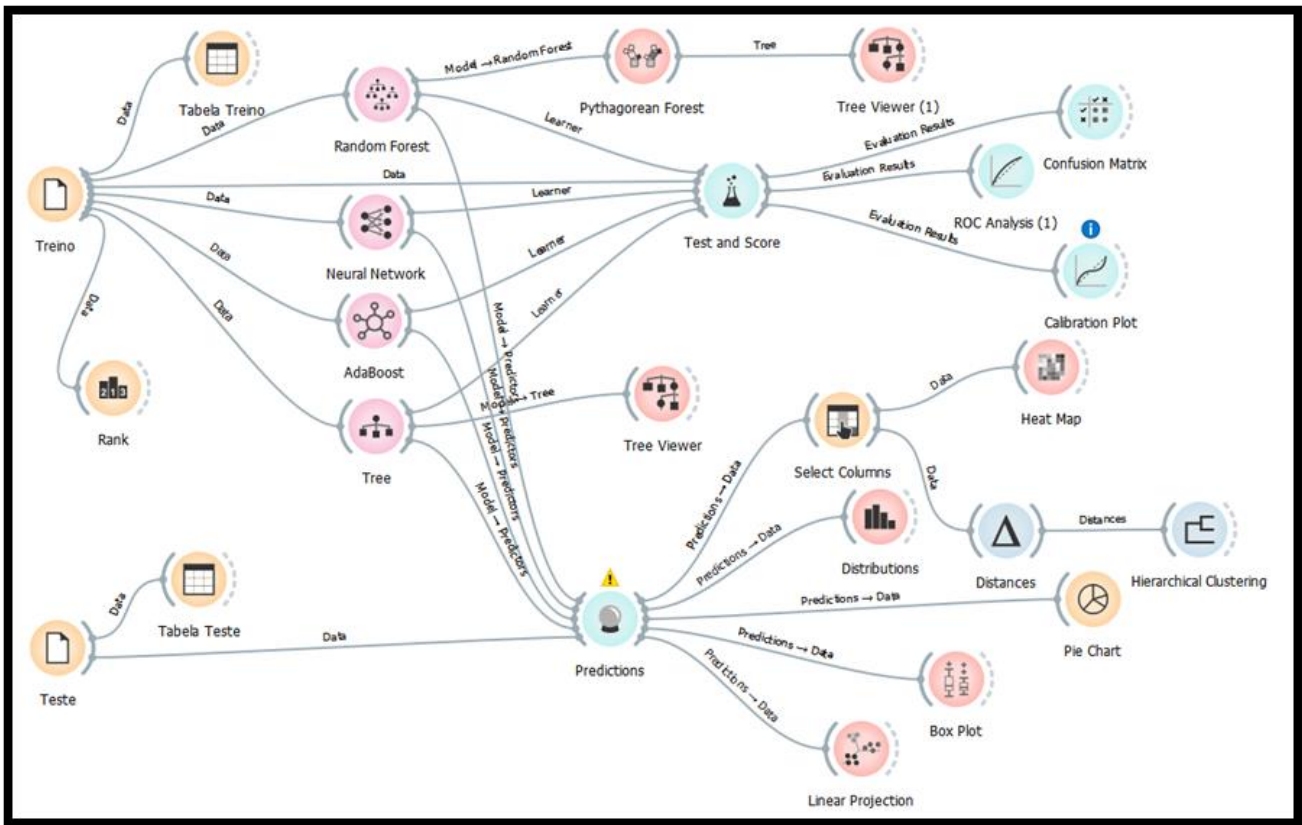 Model → Random Forest
Tree
Data
Tabela Treino
Pythagorean Forest
Tree Viewer (1)
Data
Learner
Evaluation Results
Random Forest
Confusion Matrix
Data
Evaluation Results
Treino
Data
Learner
Test and Score
ROC Analysis (1)
Evaluation Results
Neural Network
Data
Learner
Data
Data
Learner
Calibration Plot
AdaBoost
Model → Predictors
Model → Predictors
Model → Predictors
Model → Predictors
Model → Tree
Data
Heat Map
Rank
Tree Viewer
Tree
Select Columns
Data
Predictions → Data
Predictions → Data
Distances
Distributions
Distances
Hierarchical Clustering
Data
Tabela Teste
Predictions → Data
Data
Predictions → Data
Pie Chart
Teste
Predictions
Predictions → Data
Box Plot
Linear Projection
213